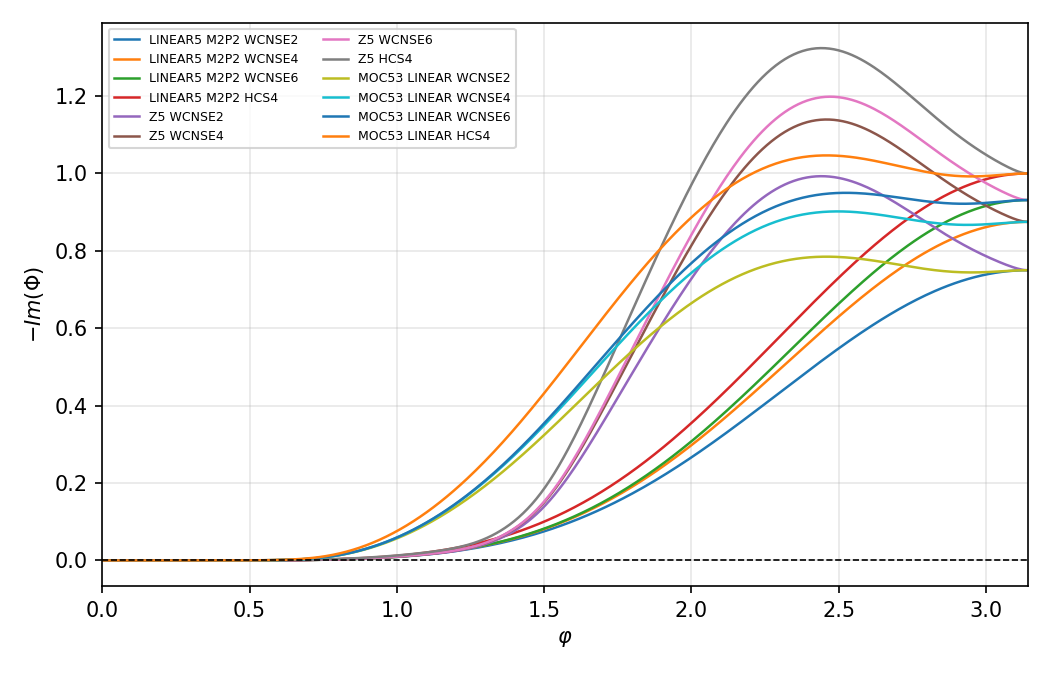 LINEAR5 M2P2 WCNSE2
LINEAR5 M2P2 WCNSE4
LINEAR5 M2P2 WCNSE6
LINEAR5 M2P2 HCS4
Z5 WCNSE2
Z5 WCNSE4
Z5 WCNSE6
Z5 HCS4
MOC53 LINEAR WCNSE2
MOC53 LINEAR WCNSE4
MOC53 LINEAR WCNSE6
MOC53 LINEAR HCS4
−Im(Φ)
1.2
1.0
0.8
0.6
0.4
0.2
0.0
0.0 0.5 1.0 1.5 2.0 2.5 3.0
φ